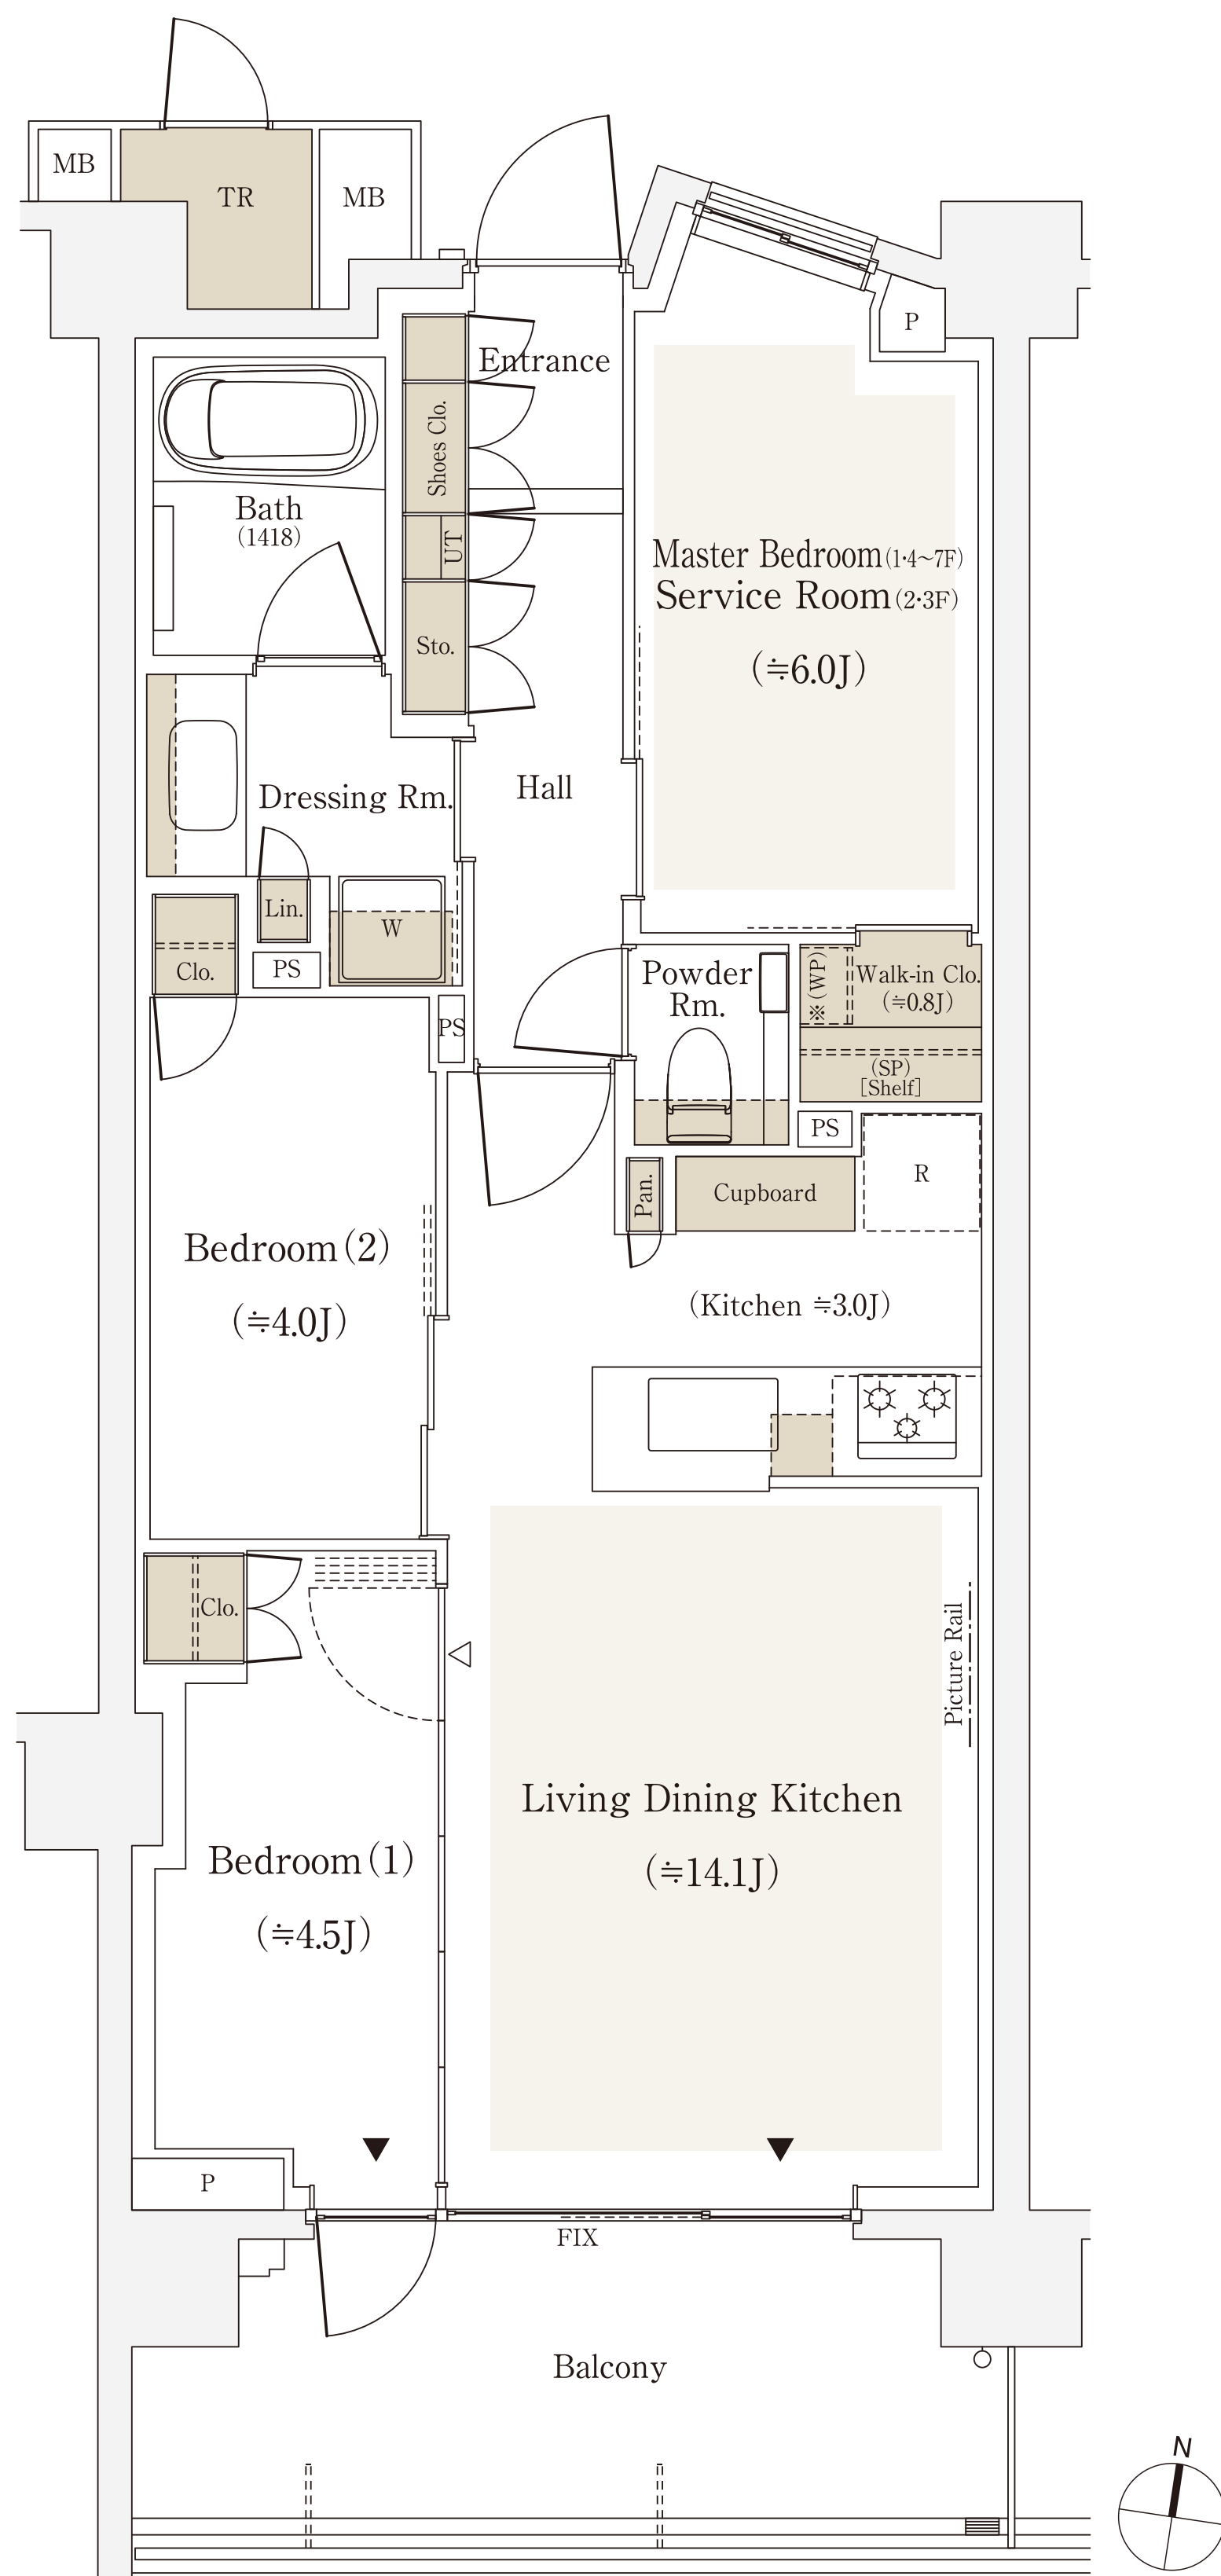 MB
TR
MB
P
Entrance
Shoes Clo.
Bath
(1418)
UT
Master Bedroom(1·4~7F)
Service Room(2·3F)
(≒6.0J)
Sto.
Hall
Dressing Rm.
Lin.
W
Clo.
PS
PS
Powder
Rm.
※(WP)
Walk-in Clo.
(≒0.8J)
(SP)
[Shelf]
PS
R
Pan.
Cupboard
Bedroom(2)
(≒4.0J)
(Kitchen ≒3.0J)
Clo.
Picture Rail
Living Dining Kitchen
(≒14.1J)
Bedroom(1)
(≒4.5J)
P
FIX
Balcony
N